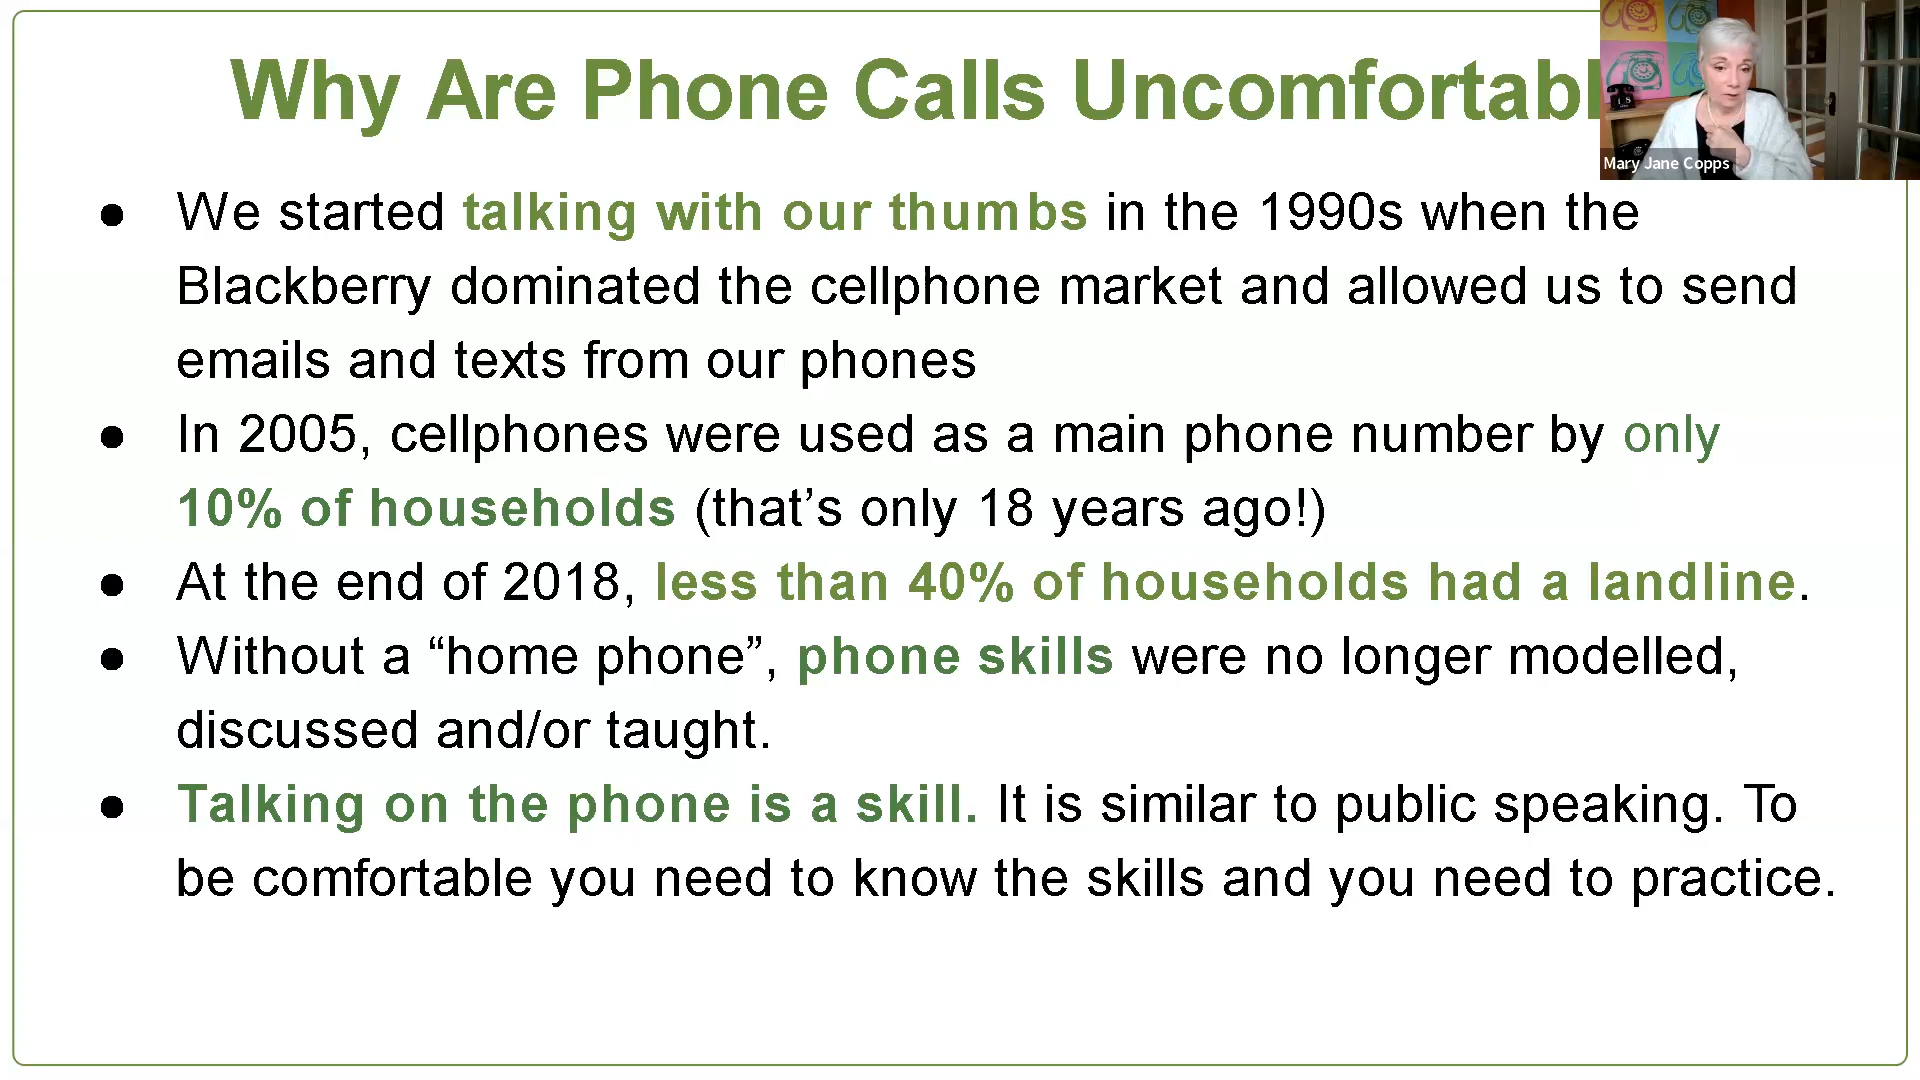 Why Are Phone Calls Uncomfortabl
Mary Jane Copps
● We started talking with our thumbs in the 1990s when the
Blackberry dominated the cellphone market and allowed us to send
emails and texts from our phones
● In 2005, cellphones were used as a main phone number by only
10% of households (that’s only 18 years ago!)
● At the end of 2018, less than 40% of households had a landline.
● Without a “home phone”, phone skills were no longer modelled,
discussed and/or taught.
● Talking on the phone is a skill. It is similar to public speaking. To
be comfortable you need to know the skills and you need to practice.